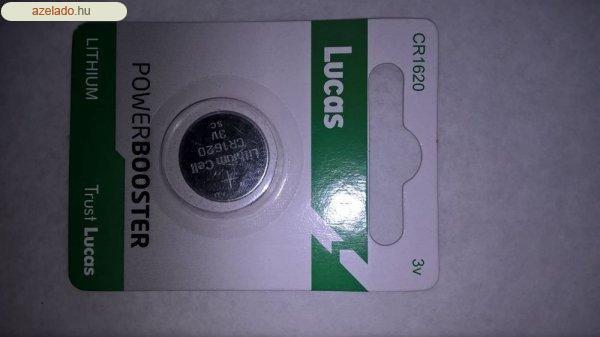 azelado.hu
CR1620
3v
Lucas
Lithium Cell
CR1620
3V
SC
+
POWERBOOSTER
LITHIUM
Trust Lucas